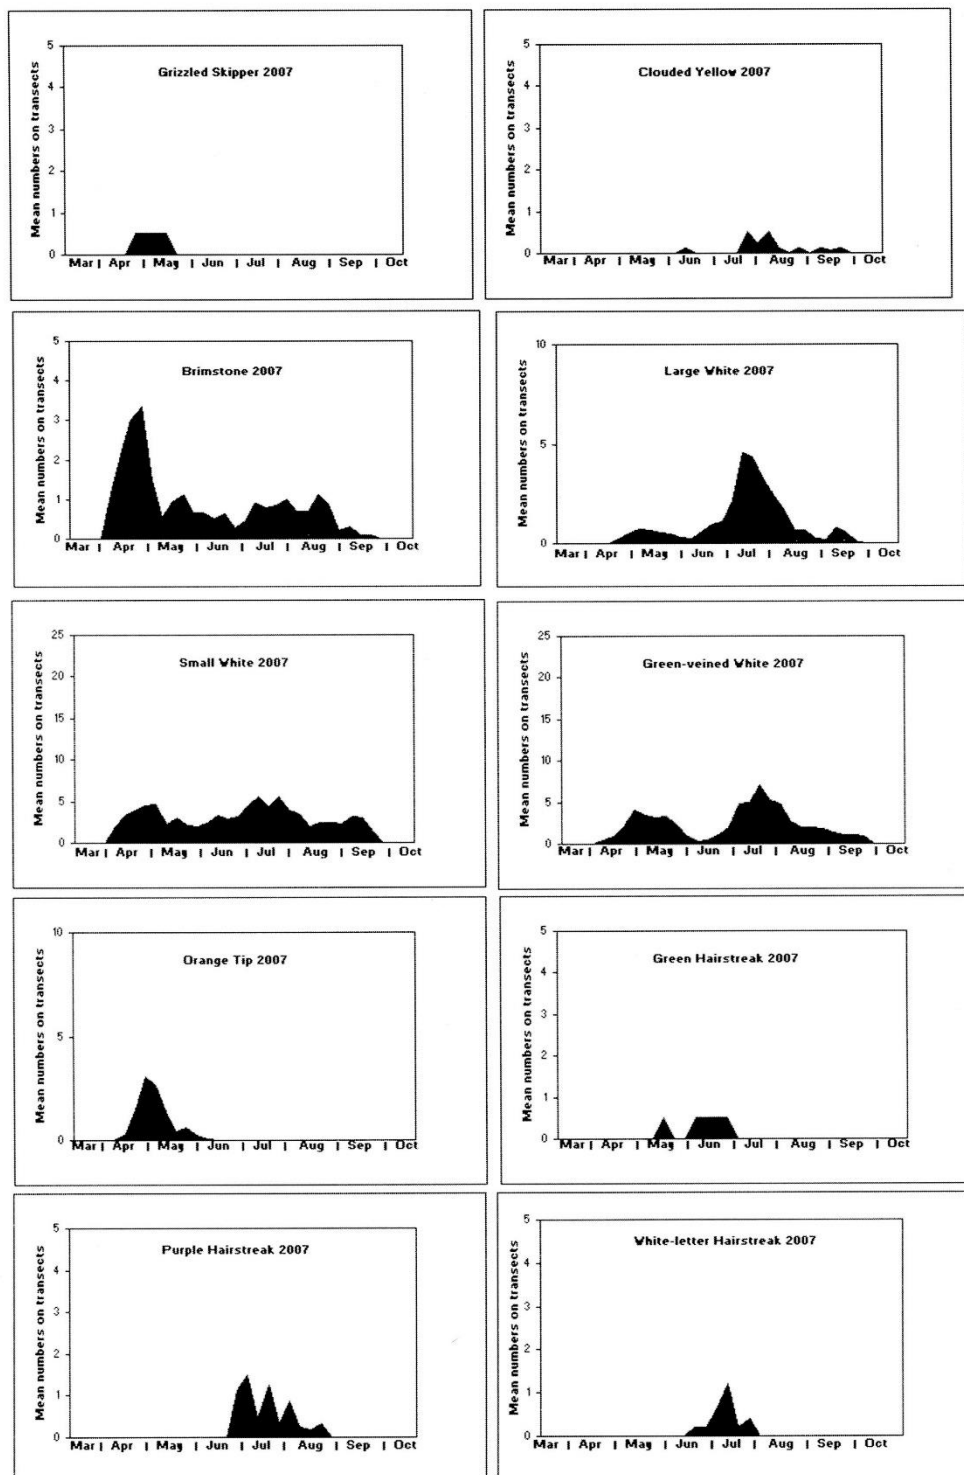 Mean numbers on transects
5
4
3
2
1
0
Grizzled Skipper 2007
Mar | Apr | May | Jun | Jul | Aug | Sep | Oct
Mean numbers on transects
5
4
3
2
1
0
Clouded Yellow 2007
Mar | Apr | May | Jun | Jul | Aug | Sep | Oct
Mean numbers on transects
5
4
3
2
1
0
Brimstone 2007
Mar | Apr | May | Jun | Jul | Aug | Sep | Oct
Mean numbers on transects
10
5
0
Large White 2007
Mar | Apr | May | Jun | Jul | Aug | Sep | Oct
Mean numbers on transects
25
20
15
10
5
0
Small White 2007
Mar | Apr | May | Jun | Jul | Aug | Sep | Oct
Mean numbers on transects
25
20
15
10
5
0
Green-veined White 2007
Mar | Apr | May | Jun | Jul | Aug | Sep | Oct
Mean numbers on transects
10
5
0
Orange Tip 2007
Mar | Apr | May | Jun | Jul | Aug | Sep | Oct
Mean numbers on transects
5
4
3
2
1
0
Green Hairstreak 2007
Mar | Apr | May | Jun | Jul | Aug | Sep | Oct
Mean numbers on transects
5
4
3
2
1
0
Purple Hairstreak 2007
Mar | Apr | May | Jun | Jul | Aug | Sep | Oct
Mean numbers on transects
5
4
3
2
1
0
White-letter Hairstreak 2007
Mar | Apr | May | Jun | Jul | Aug | Sep | Oct